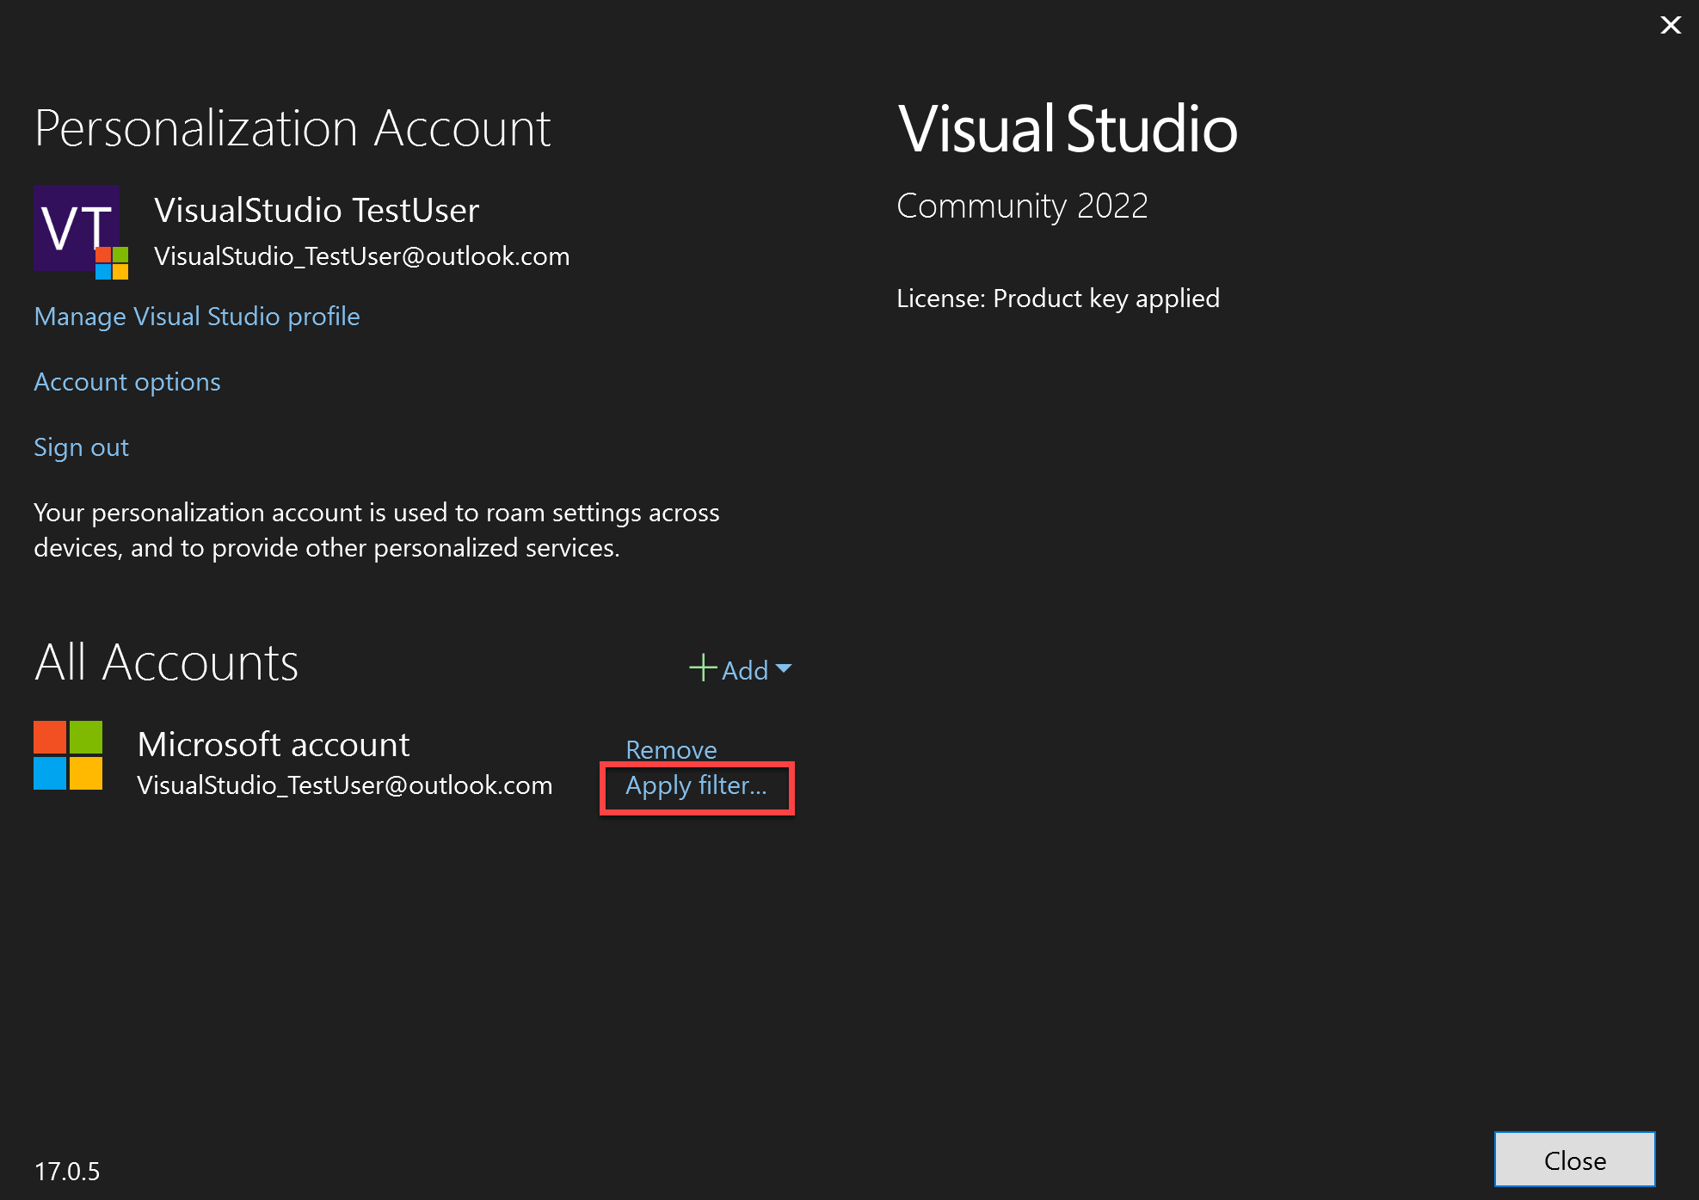 Personalization Account
VT
VisualStudio TestUser
VisualStudio_TestUser@outlook.com
Manage Visual Studio profile
Account options
Sign out
Your personalization account is used to roam settings across
devices, and to provide other personalized services.
All Accounts
Add
Microsoft account
VisualStudio_TestUser@outlook.com
Remove
Apply filter...
17.0.5
Visual Studio
Community 2022
License: Product key applied
Close